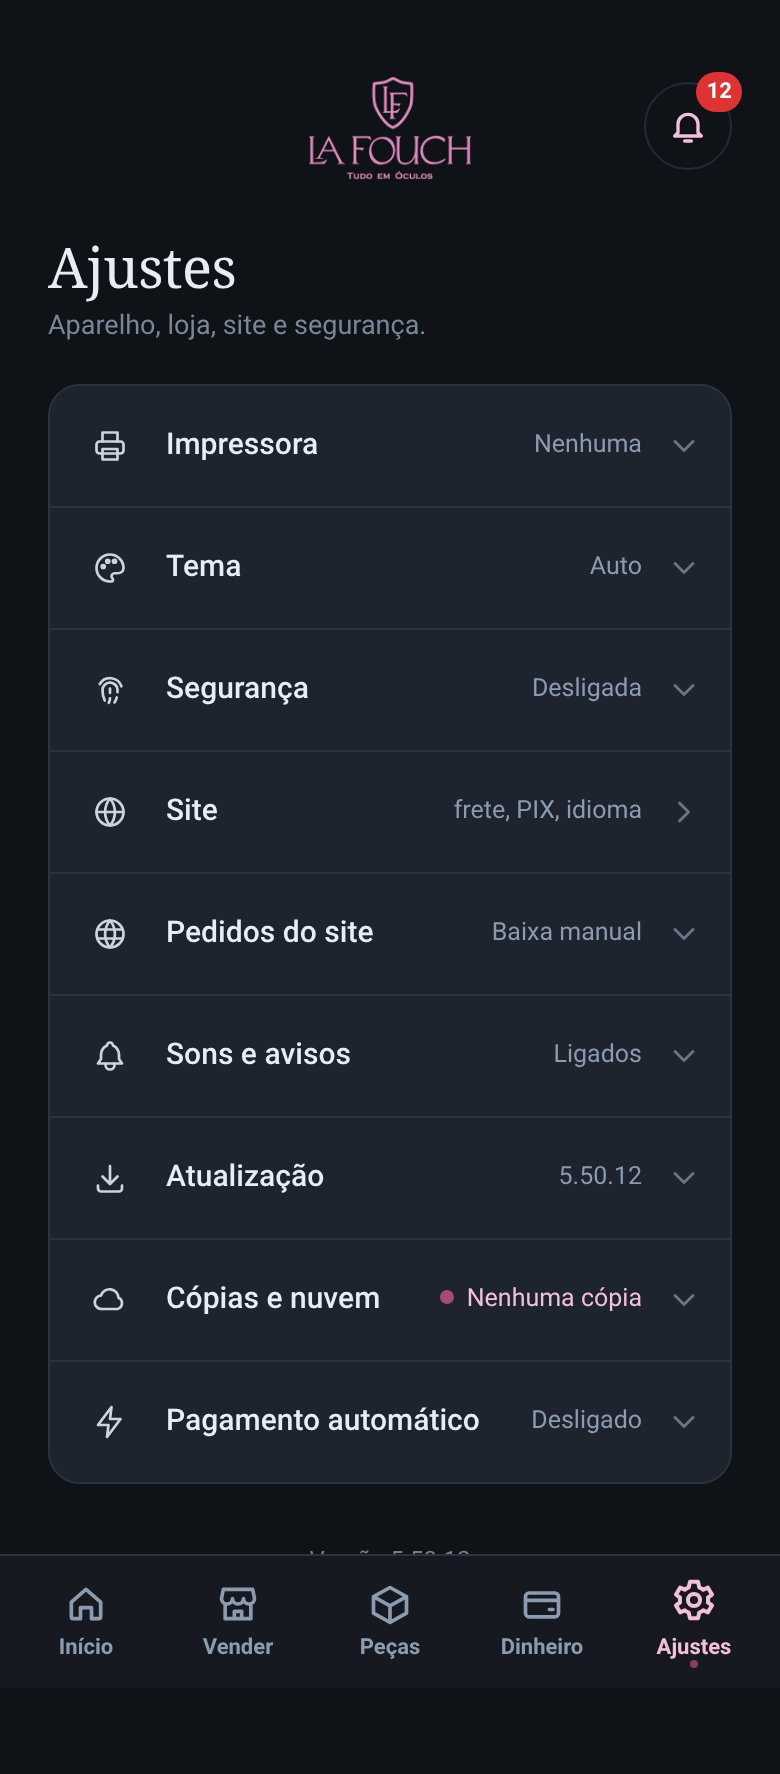 12
LF
LA FOUCH
TUDO EM ÓCULOS
Ajustes
Aparelho, loja, site e segurança.
Impressora Nenhuma
Tema Auto
Segurança Desligada
Site frete, PIX, idioma
Pedidos do site Baixa manual
Sons e avisos Ligados
Atualização 5.50.12
Cópias e nuvem Nenhuma cópia
Pagamento automático Desligado
Início Vender Peças Dinheiro Ajustes